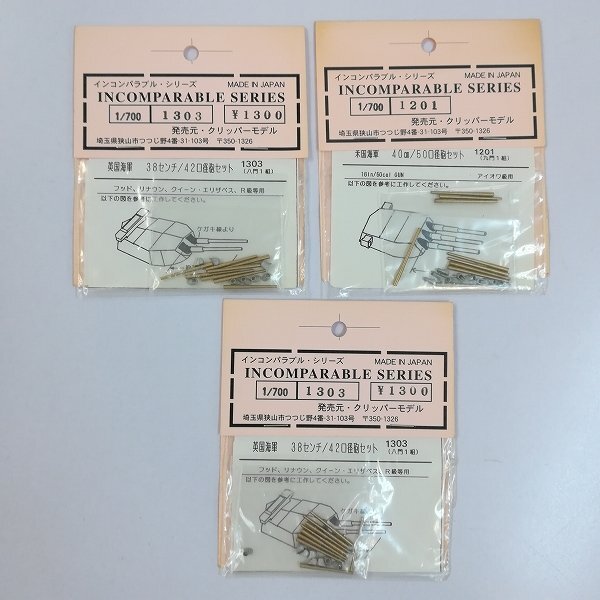 インコンパラブル・シリーズ MADE IN JAPAN
INCOMPARABLE SERIES
1/700 1303 ¥1300
発売元・クリッパーモデル
埼玉県狭山市つつじ野4番-31-103号 〒350-1326
英国海軍 38センチ/42口径砲セット 1303
(八門1組)
フッド、リナウン、クイーン・エリザベス、R級等用
以下の図を参考に工作してください。
ケガキ線より
インコンパラブル・シリーズ MADE IN JAPAN
INCOMPARABLE SERIES
1/700 1201
発売元・クリッパーモデル
埼玉県狭山市つつじ野4番-31-103号 〒350-1326
米国海軍 40cm/50口径砲セット 1201
(九門1組)
16in/50cal GUN アイオワ級用
以下の図を参考に工作してください。
インコンパラブル・シリーズ MADE IN JAPAN
INCOMPARABLE SERIES
1/700 1303 ¥1300
発売元・クリッパーモデル
埼玉県狭山市つつじ野4番-31-103号 〒350-1326
英国海軍 38センチ/42口径砲セット 1303
(八門1組)
フッド、リナウン、クイーン・エリザベス、R級等用
以下の図を参考に工作してください。
ケガキ線